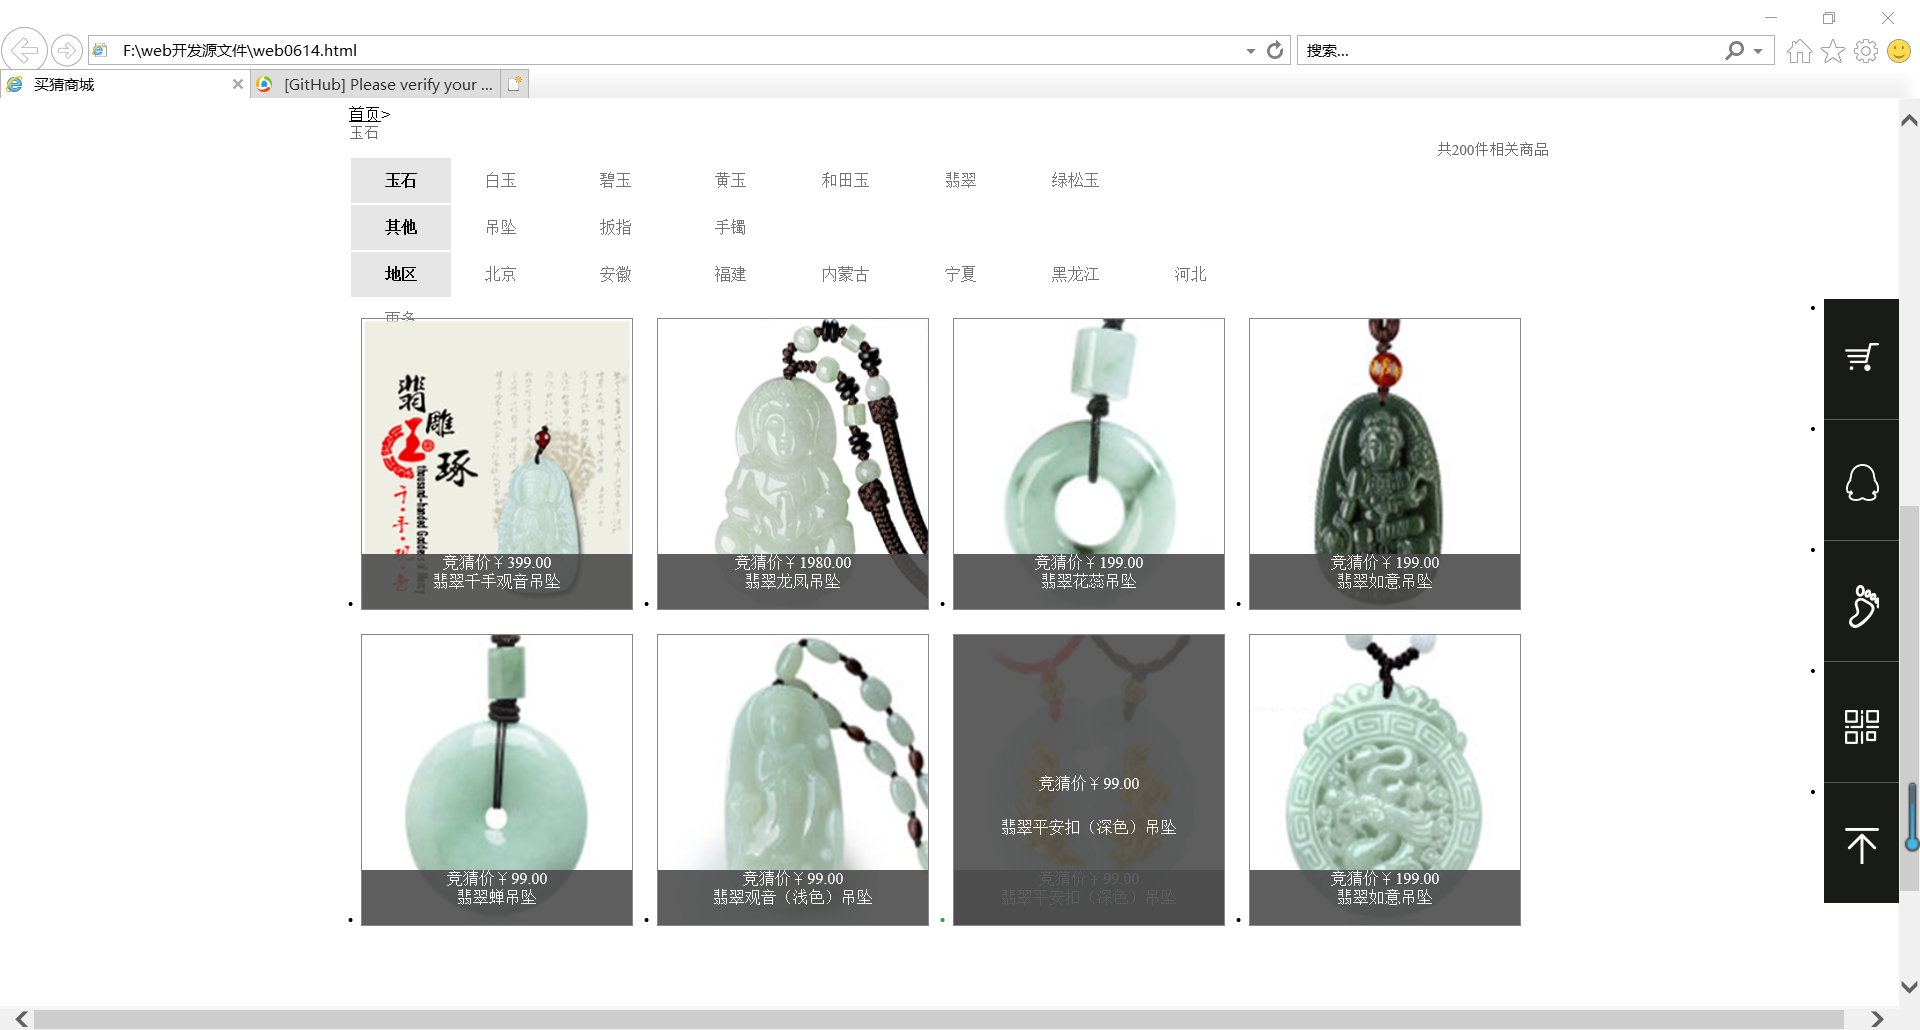 F:\web开发源文件\web0614.html
搜索...
买猜商城
[GitHub] Please verify your ...
首页>
玉石
共200件相关商品
玉石 白玉 碧玉 黄玉 和田玉 翡翠 绿松玉
其他 吊坠 扳指 手镯
地区 北京 安徽 福建 内蒙古 宁夏 黑龙江 河北
更多
翡
雕
玉
琢
千·手·观·音
竞猜价￥399.00
翡翠千手观音吊坠
竞猜价￥1980.00
翡翠龙凤吊坠
竞猜价￥199.00
翡翠花蕊吊坠
竞猜价￥199.00
翡翠如意吊坠
竞猜价￥99.00
翡翠蝉吊坠
竞猜价￥99.00
翡翠观音（浅色）吊坠
竞猜价￥99.00
翡翠平安扣（深色）吊坠
竞猜价￥99.00
翡翠平安扣（深色）吊坠
竞猜价￥199.00
翡翠如意吊坠